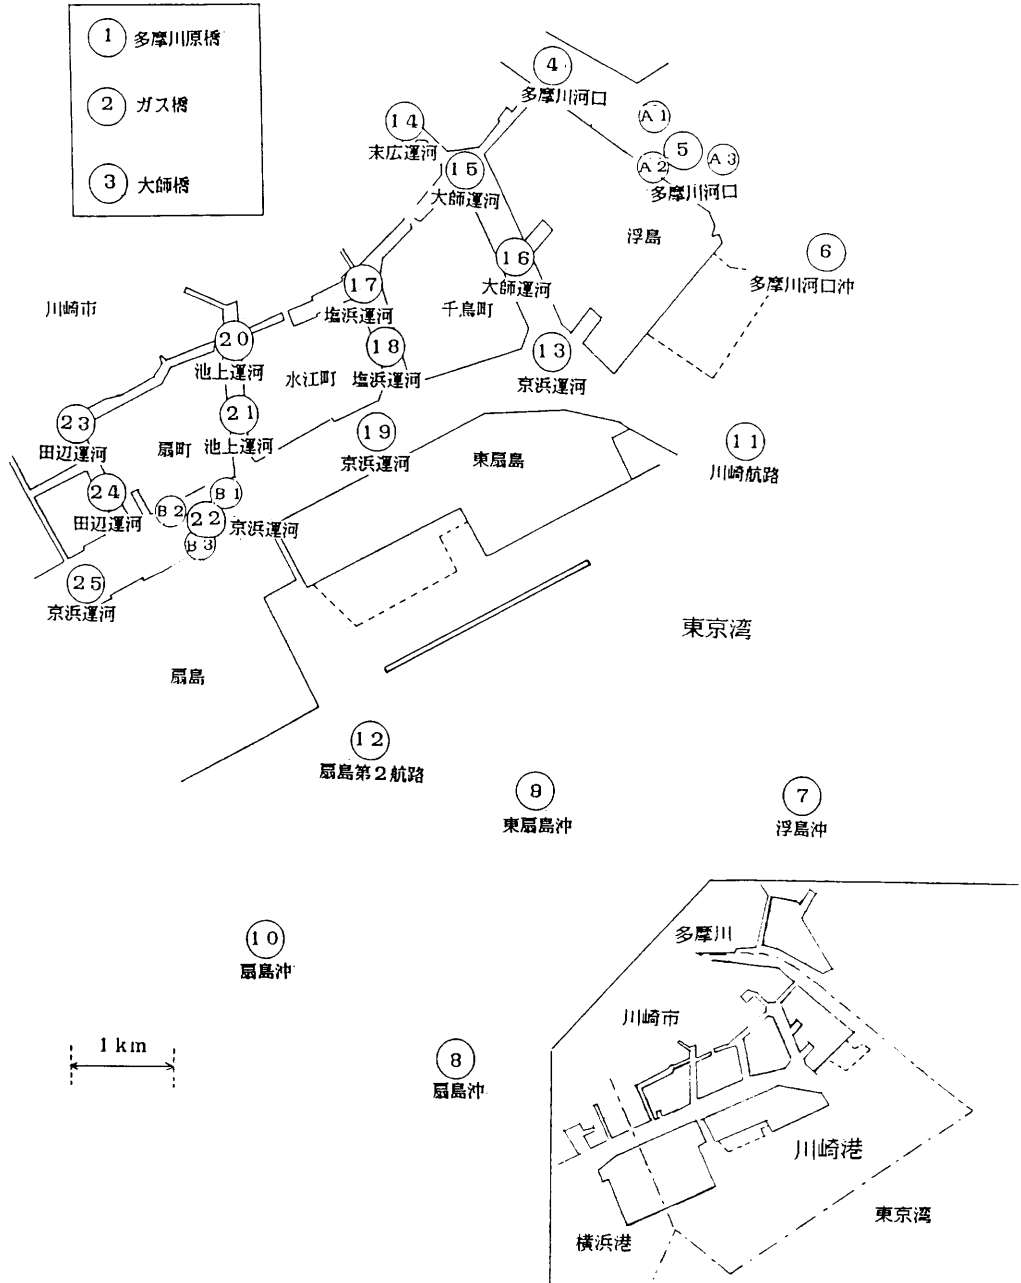 1 多摩川原橋
2 ガス橋
3 大師橋
4
多摩川河口
A1
5
A2
A3
多摩川河口
14
末広運河
15
大師運河
浮島
6
多摩川河口沖
16
大師運河
17
塩浜運河
千鳥町
川崎市
20
池上運河
18
塩浜運河
水江町
13
京浜運河
23
田辺運河
21
池上運河
扇町
19
京浜運河
東扇島
11
川崎航路
24
田辺運河
B1
B2
22
京浜運河
B3
25
京浜運河
東京湾
扇島
12
扇島第2航路
9
東扇島沖
7
浮島沖
10
扇島沖
1km
8
扇島沖
多摩川
川崎市
川崎港
東京湾
横浜港